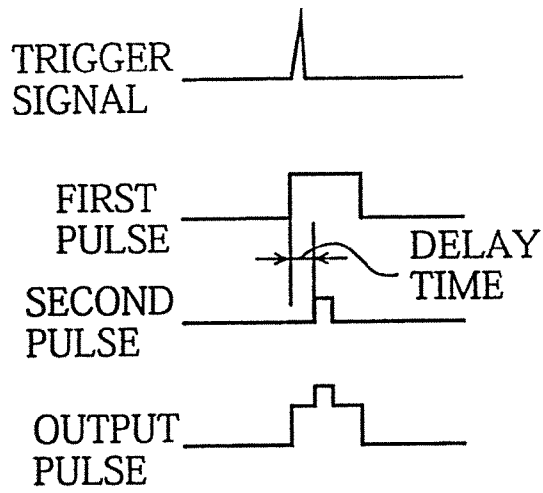 TRIGGER
SIGNAL
FIRST
PULSE
DELAY
TIME
SECOND
PULSE
OUTPUT
PULSE